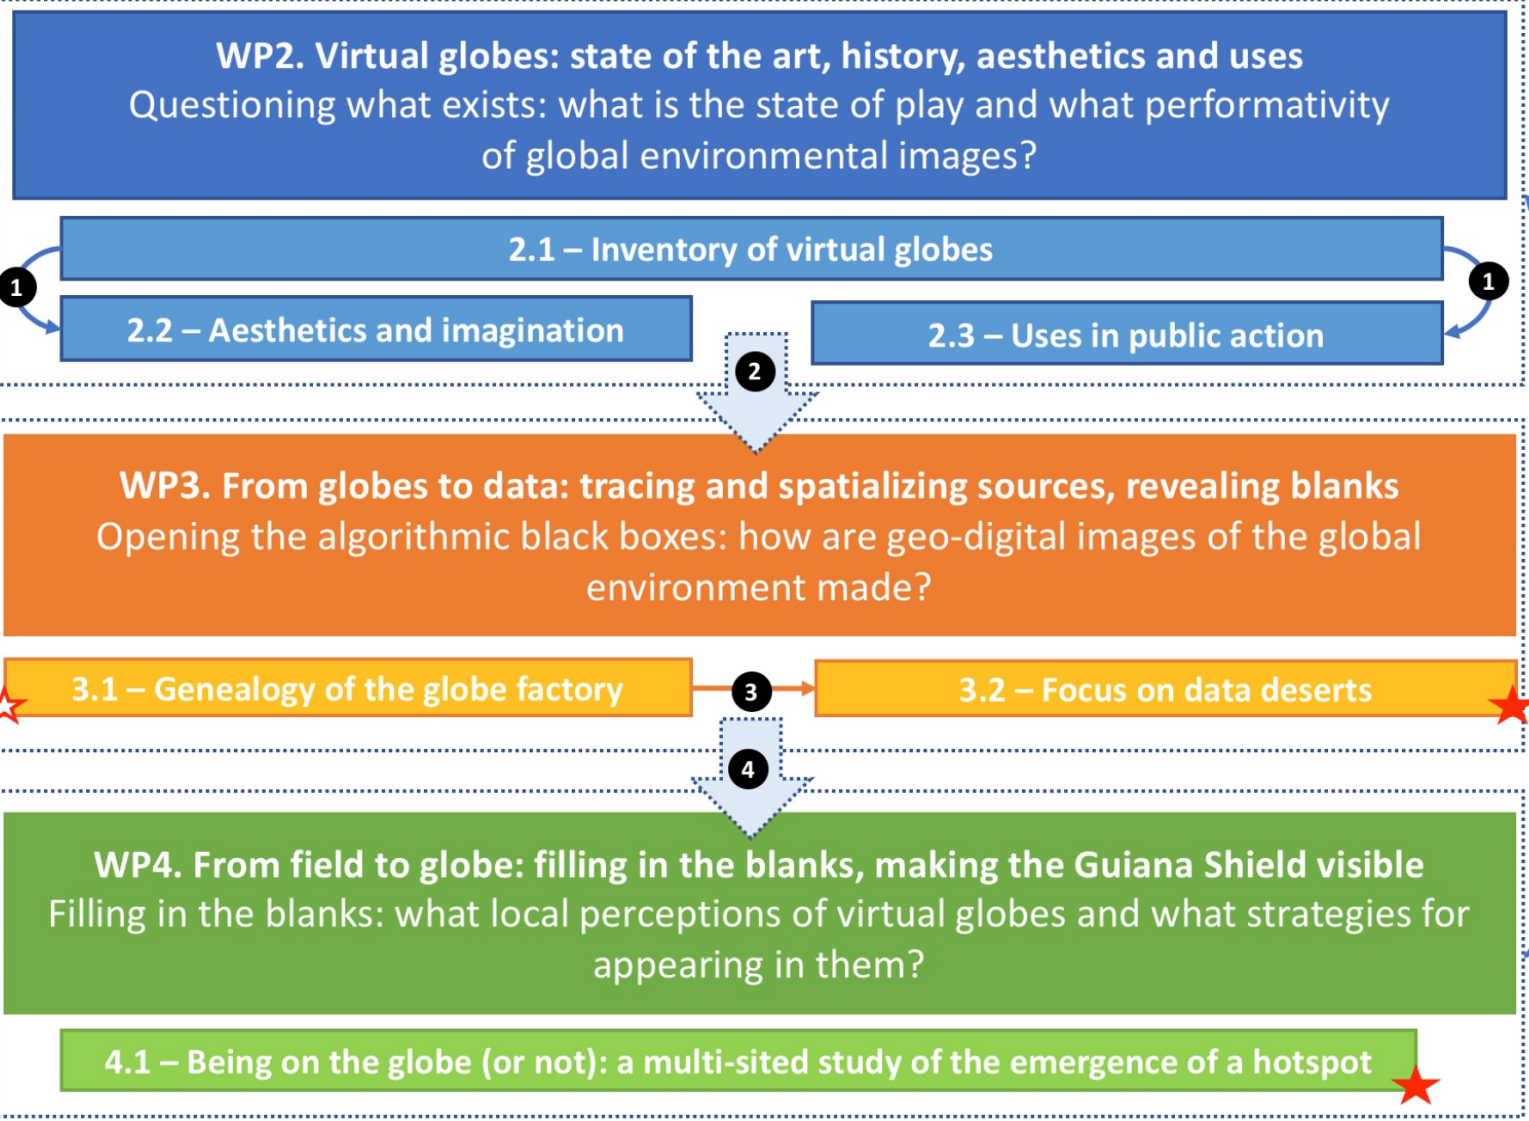 WP2. Virtual globes: state of the art, history, aesthetics and uses
Questioning what exists: what is the state of play and what performativity
of global environmental images?
2.1 – Inventory of virtual globes
1
1
2.2 – Aesthetics and imagination
2.3 – Uses in public action
2
WP3. From globes to data: tracing and spatializing sources, revealing blanks
Opening the algorithmic black boxes: how are geo-digital images of the global
environment made?
3.1 – Genealogy of the globe factory
3
3.2 – Focus on data deserts
4
WP4. From field to globe: filling in the blanks, making the Guiana Shield visible
Filling in the blanks: what local perceptions of virtual globes and what strategies for
appearing in them?
4.1 – Being on the globe (or not): a multi-sited study of the emergence of a hotspot